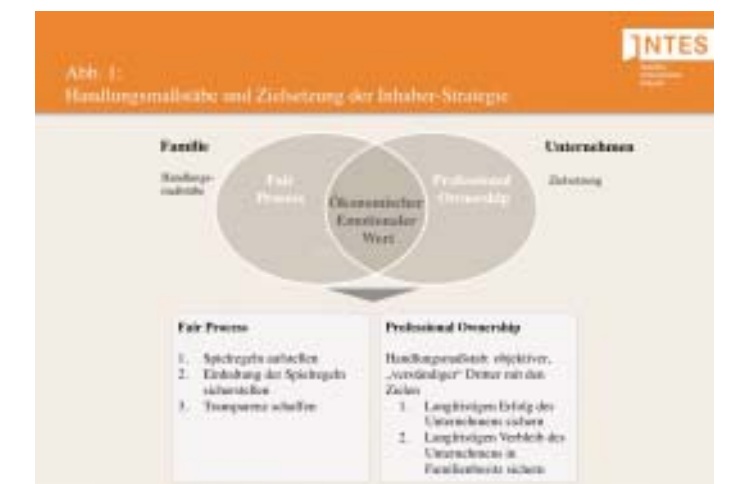 INTES
Abb. 1:
Handlungsmaßstäbe und Zielsetzung der Inhaber-Strategie
Familie
Unternehmen
Handlungs-
maßstäbe
Zielsetzung
Fair
Process
Professional
Ownership
Ökonomischer
Emotionaler
Wert
Fair Process
1. Spielregeln aufstellen
2. Einhaltung der Spielregeln
sicherstellen
3. Transparenz schaffen
Professional Ownership
Handlungsmaßstab: objektiver,
„verständiger“ Dritter mit den
Zielen
1. Langfristigen Erfolg des
Unternehmens sichern
2. Langfristigen Verbleib des
Unternehmens in
Familienbesitz sichern